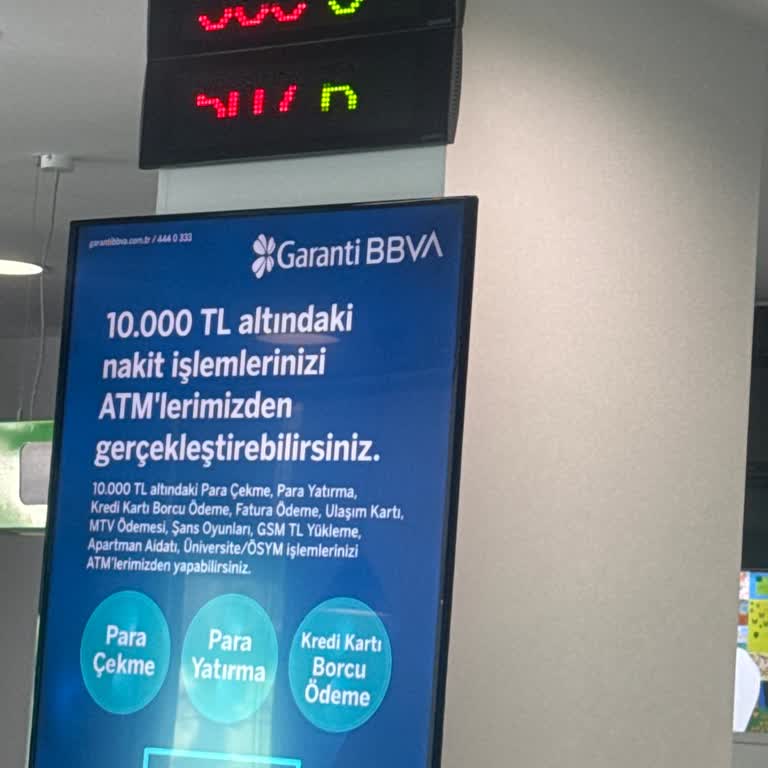 garantibbva.com.tr / 444 0 333
Garanti BBVA
10.000 TL altındaki
nakit işlemlerinizi
ATM'lerimizden
gerçekleştirebilirsiniz.
10.000 TL altındaki Para Çekme, Para Yatırma,
Kredi Kartı Borcu Ödeme, Fatura Ödeme, Ulaşım Kartı,
MTV Ödemesi, Şans Oyunları, GSM TL Yükleme,
Apartman Aidatı, Üniversite/ÖSYM işlemlerinizi
ATM'lerimizden yapabilirsiniz.
Para
Çekme
Para
Yatırma
Kredi Kartı
Borcu
Ödeme